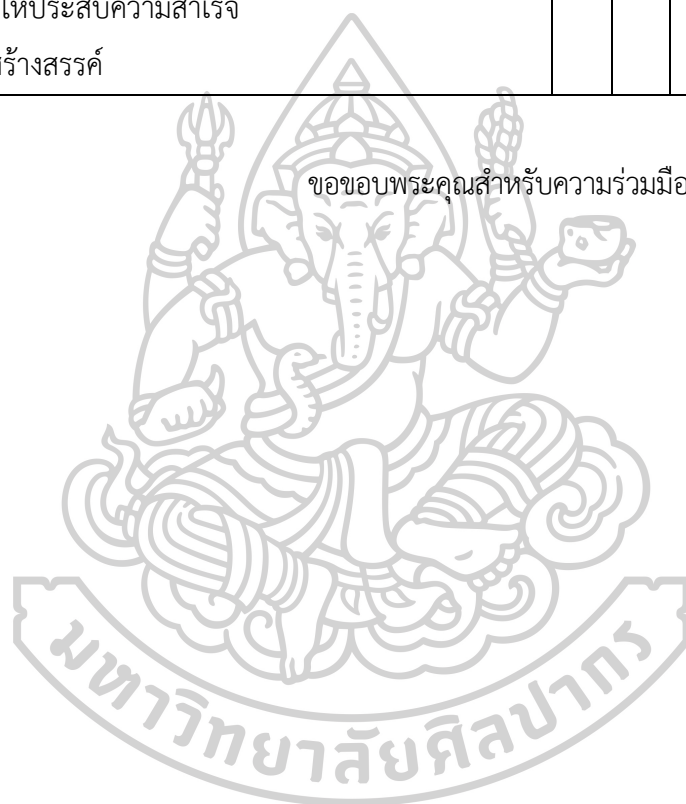 ให้ประสบความสำเร็จ
สร้างสรรค์
ขอขอบพระคุณสำหรับความร่วมมือ
มหาวิทยาลัยศิลปากร